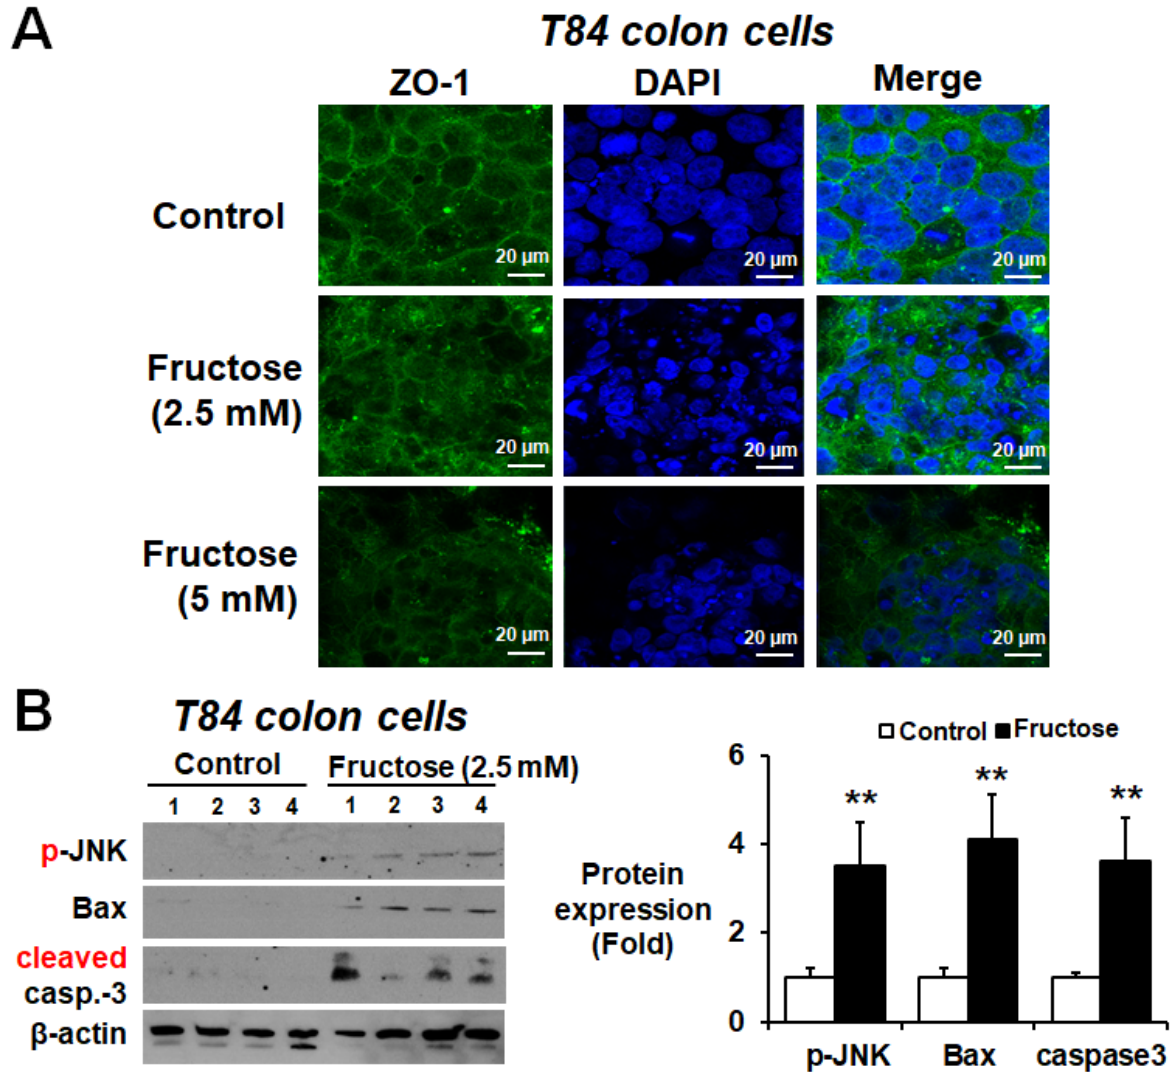 A
T84 colon cells
ZO-1 DAPI Merge
Control
20 µm 20 µm 20 µm
Fructose
(2.5 mM)
20 µm 20 µm 20 µm
Fructose
(5 mM)
20 µm 20 µm 20 µm
B
T84 colon cells
Control Fructose (2.5 mM)
1 2 3 4 1 2 3 4
p-JNK
Bax
cleaved
casp.-3
β-actin
Control Fructose
Protein
expression
(Fold)
6
4
2
0
** ** **
p-JNK Bax caspase3